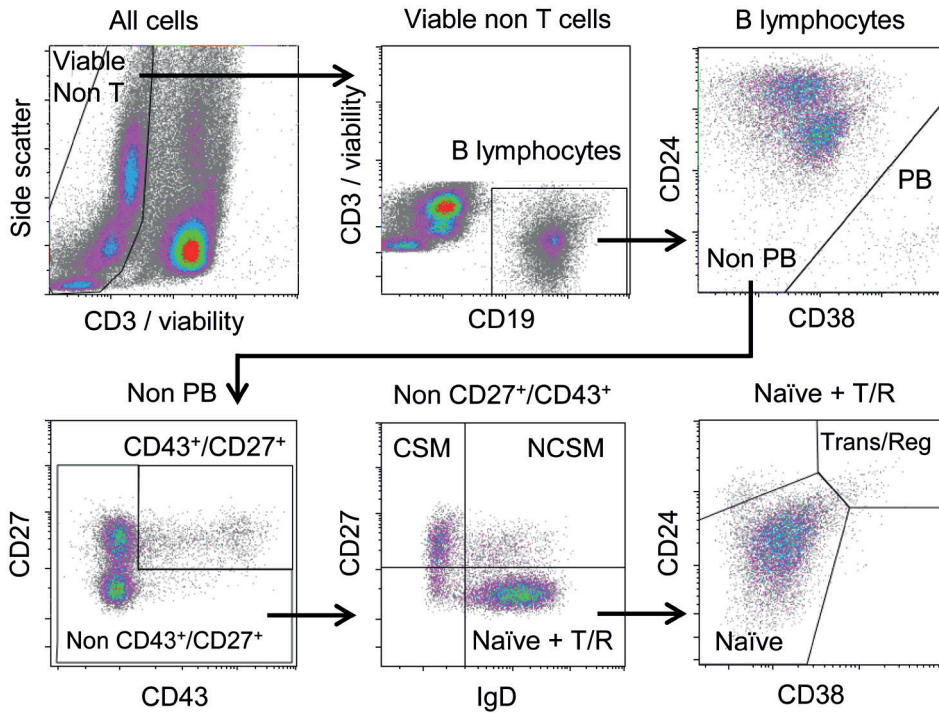 All cells
Viable
Non T
Side scatter
CD3 / viability
Viable non T cells
B lymphocytes
CD3 / viability
CD19
B lymphocytes
PB
Non PB
CD24
CD38
Non PB
CD43⁺/CD27⁺
CD27
Non CD43⁺/CD27⁺
CD43
Non CD27⁺/CD43⁺
CSM
NCSM
CD27
Naïve + T/R
IgD
Naïve + T/R
Trans/Reg
CD24
Naïve
CD38